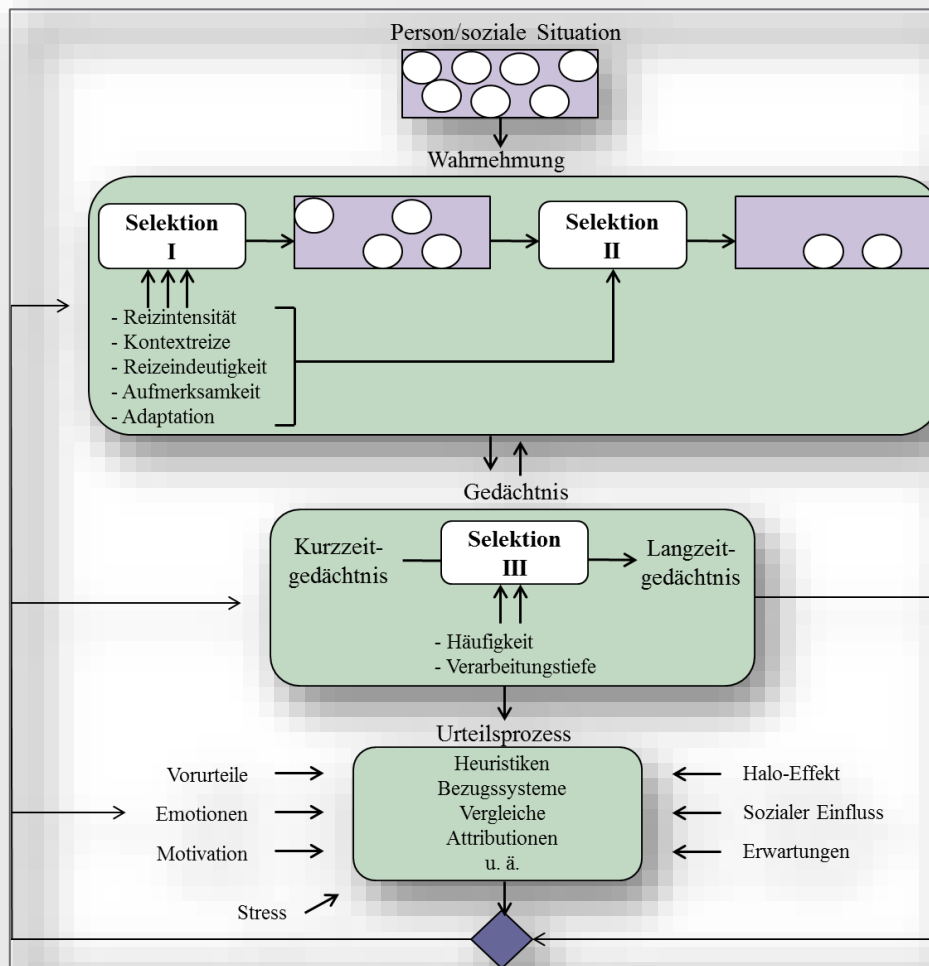 Person/soziale Situation
Wahrnehmung
Selektion
I
Selektion
II
- Reizintensität
- Kontextreize
- Reizeindeutigkeit
- Aufmerksamkeit
- Adaptation
Gedächtnis
Kurzzeit-
gedächtnis
Selektion
III
Langzeit-
gedächtnis
- Häufigkeit
- Verarbeitungstiefe
Urteilsprozess
Heuristiken
Bezugssysteme
Vergleiche
Attributionen
u. ä.
Vorurteile
Emotionen
Motivation
Stress
Halo-Effekt
Sozialer Einfluss
Erwartungen